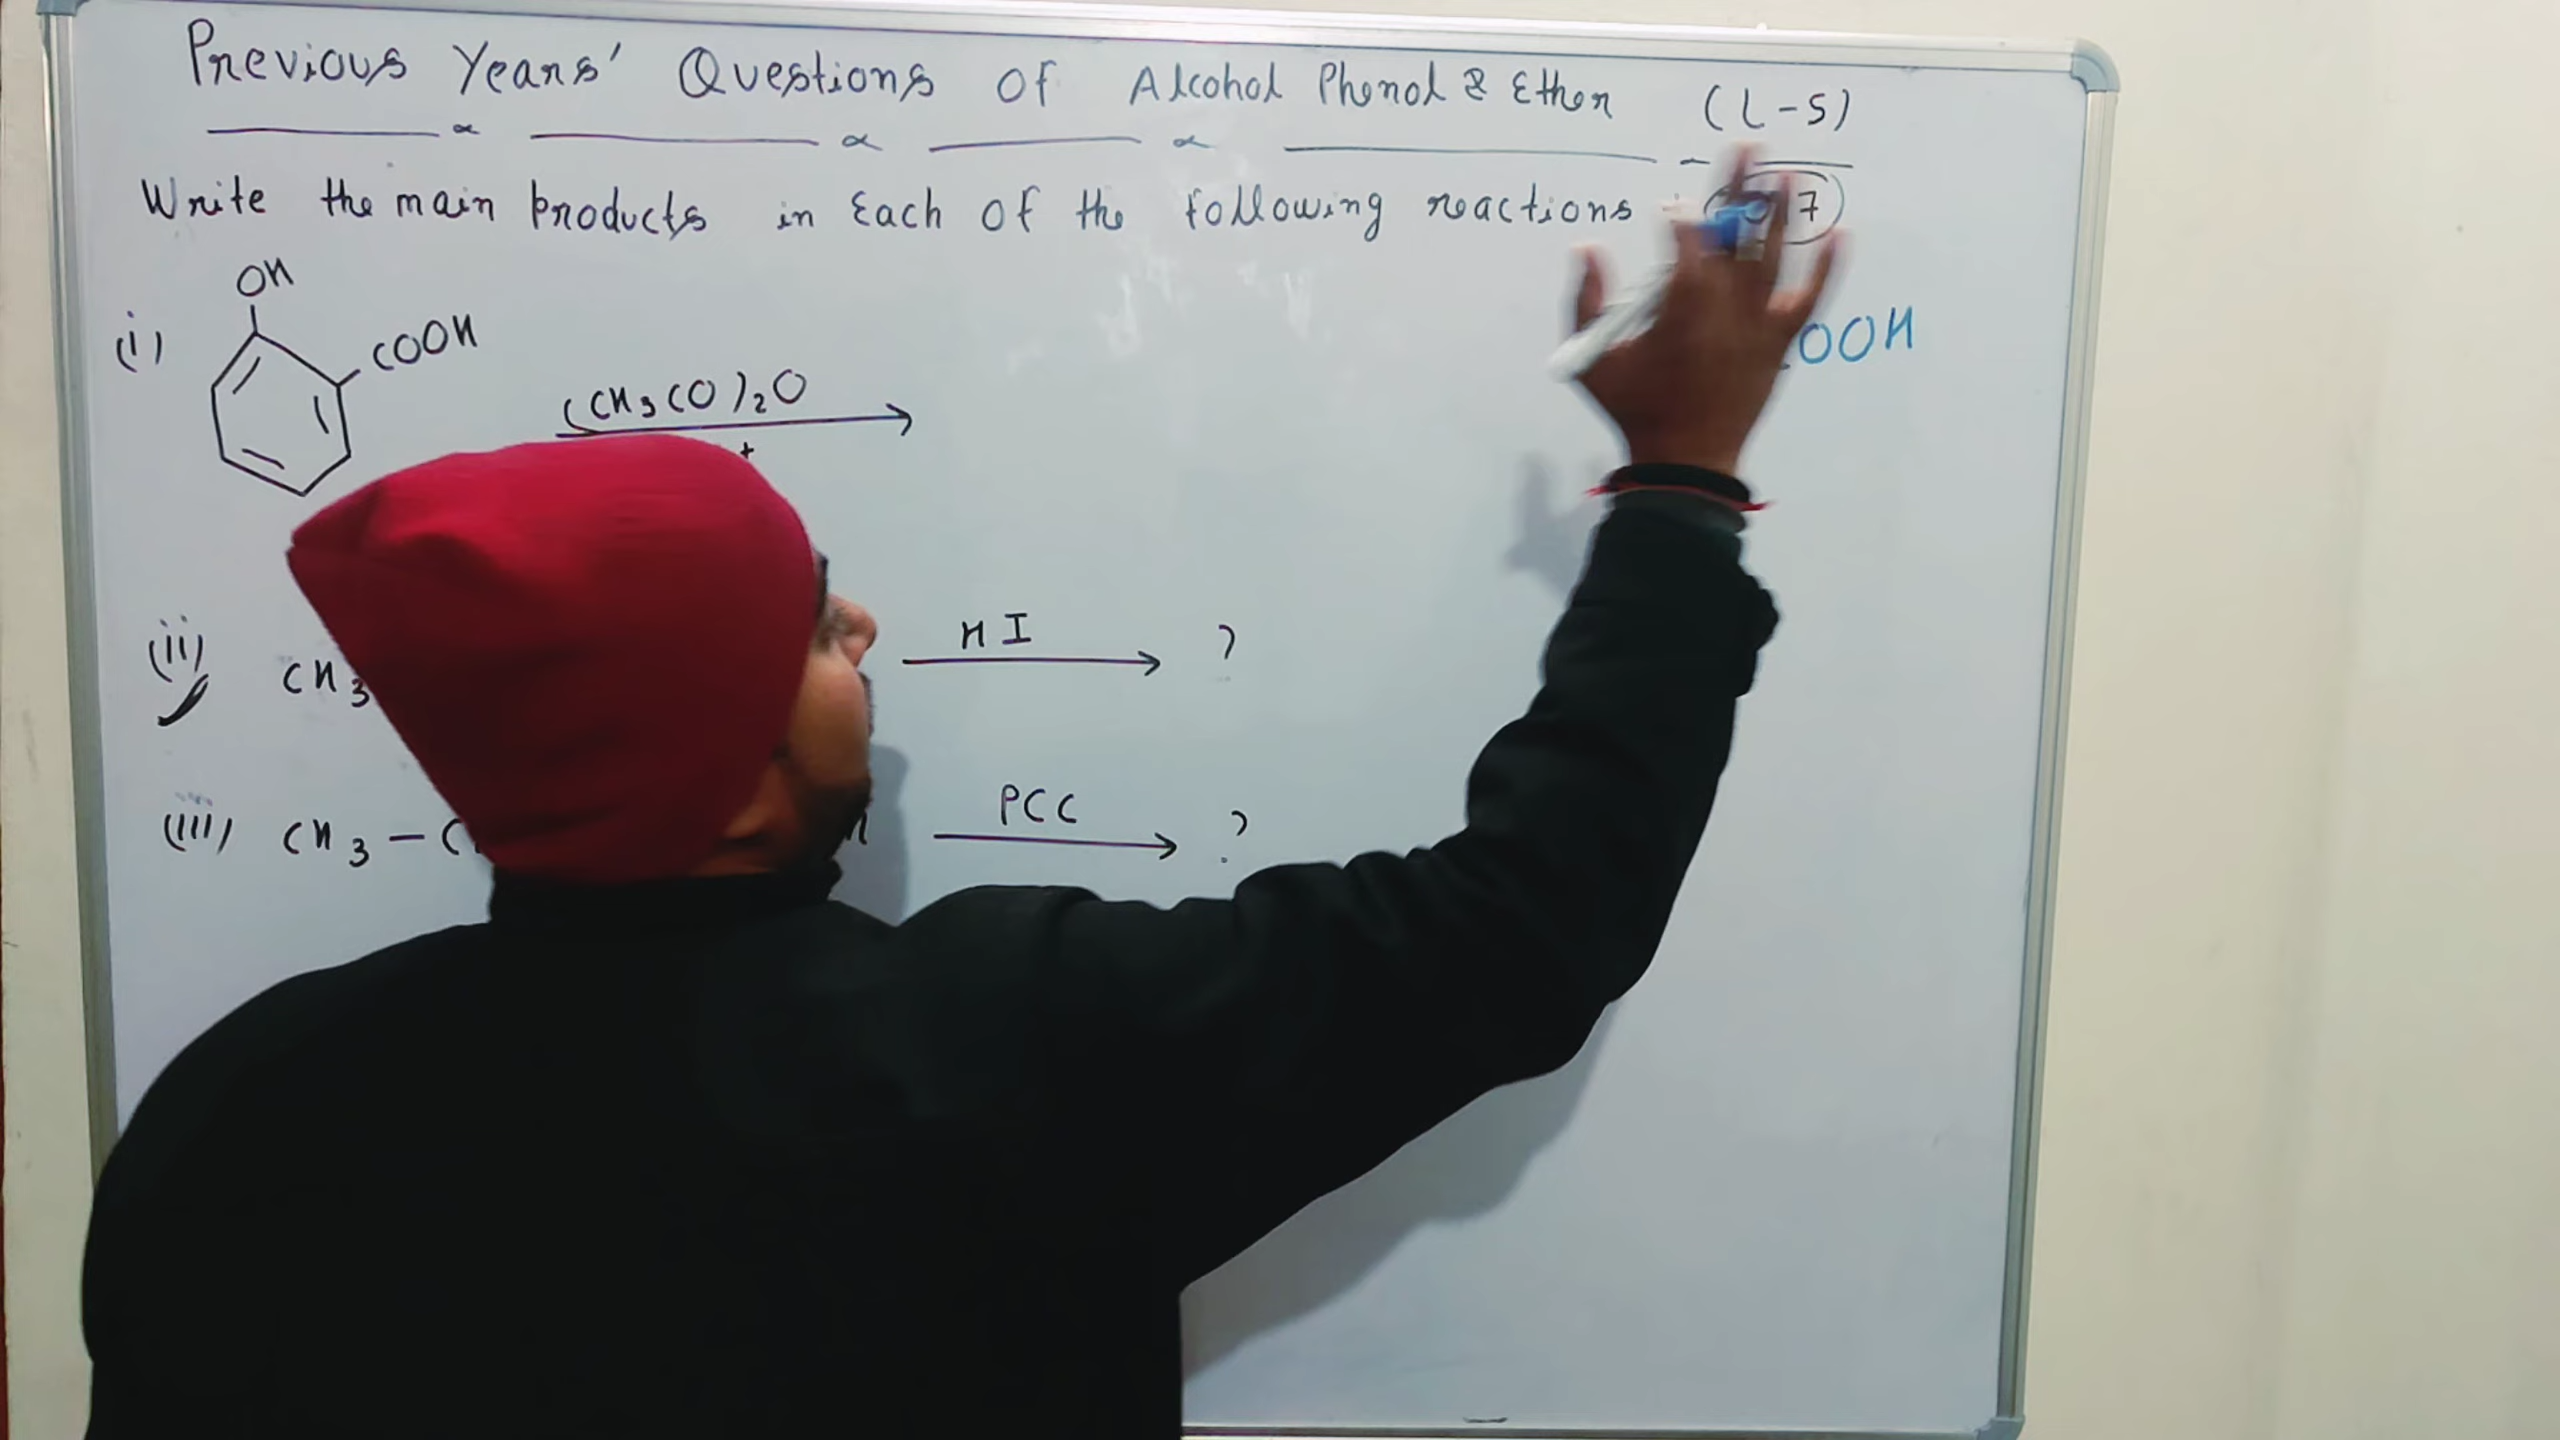 Previous Years' Questions Of Alcohol Phenol & Ether (L-5)
Write the main products in Each of the following reactions
(i) OH COOH (CH3CO)2O +
OOH
(ii) CH3 HI ?
(iii) CH3 - C PCC ?